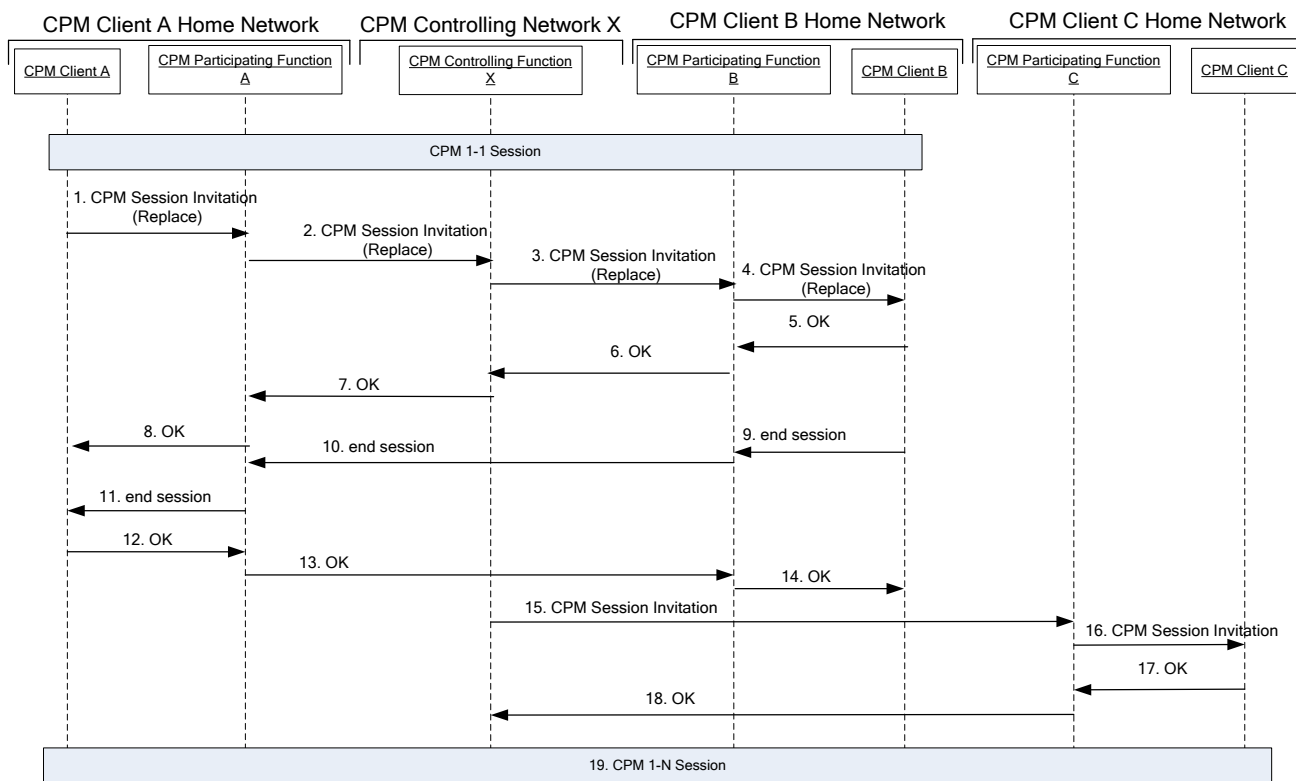 CPM Client A Home Network
CPM Controlling Network X
CPM Client B Home Network
CPM Client C Home Network
CPM Client A
CPM Participating Function
A
CPM Controlling Function
X
CPM Participating Function
B
CPM Client B
CPM Participating Function
C
CPM Client C
CPM 1-1 Session
1. CPM Session Invitation
(Replace)
2. CPM Session Invitation
(Replace)
3. CPM Session Invitation
(Replace)
4. CPM Session Invitation
(Replace)
5. OK
6. OK
7. OK
8. OK
9. end session
10. end session
11. end session
12. OK
13. OK
14. OK
15. CPM Session Invitation
16. CPM Session Invitation
17. OK
18. OK
19. CPM 1-N Session